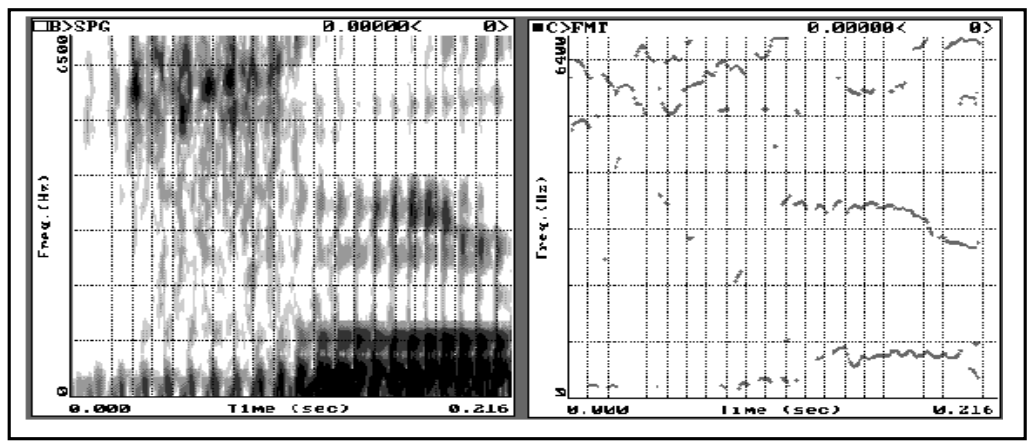 B>SPG 0.00000< 0>
6500
Freq.(Hz)
0
0.000 Time (sec) 0.216
C>FMT 0.00000< 0>
6400
Freq.(Hz)
0
0.000 Time (sec) 0.216